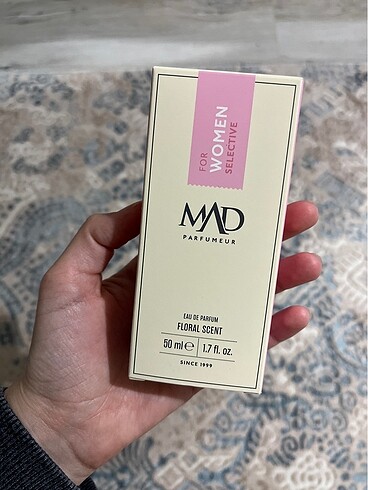 FOR
WOMEN
SELECTIVE
MAD
PARFUMEUR
EAU DE PARFUM
FLORAL SCENT
50 ml ℮ 1.7 fl. oz.
SINCE 1999